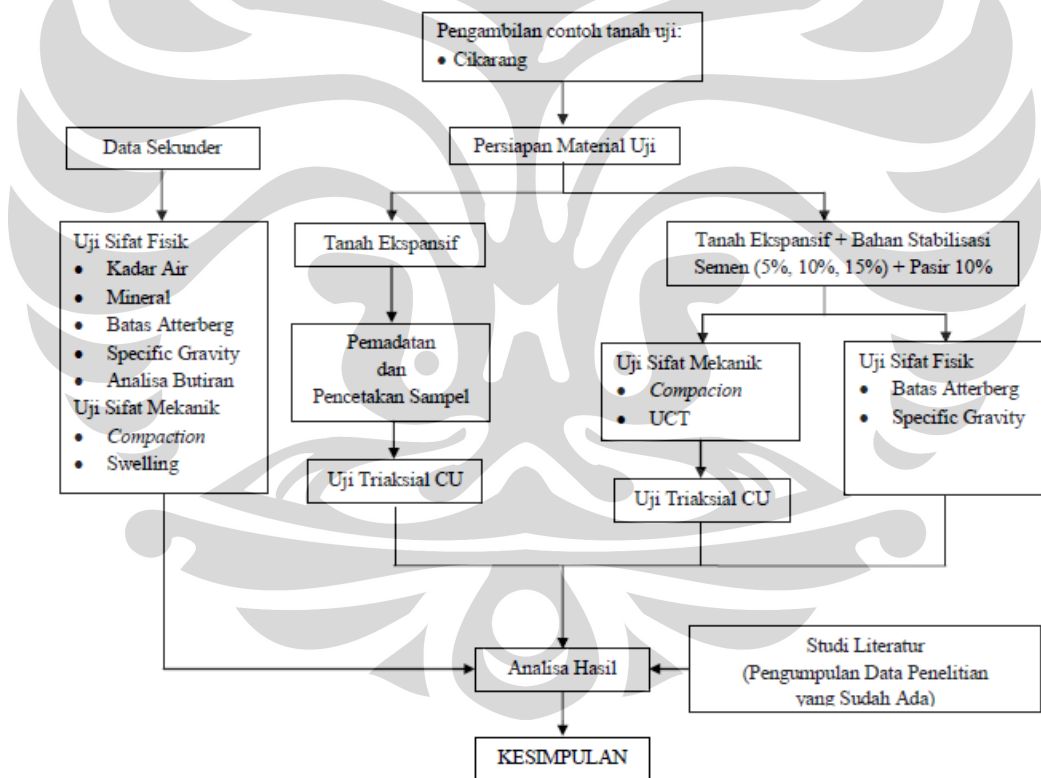 Pengambilan contoh tanah uji:
• Cikarang
Persiapan Material Uji
Data Sekunder
Uji Sifat Fisik
• Kadar Air
• Mineral
• Batas Atterberg
• Specific Gravity
• Analisa Butiran
Uji Sifat Mekanik
• Compaction
• Swelling
Tanah Ekspansif
Pemadatan
dan
Pencetakan Sampel
Uji Triaksial CU
Tanah Ekspansif + Bahan Stabilisasi
Semen (5%, 10%, 15%) + Pasir 10%
Uji Sifat Mekanik
• Compacion
• UCT
Uji Triaksial CU
Uji Sifat Fisik
• Batas Atterberg
• Specific Gravity
Analisa Hasil
Studi Literatur
(Pengumpulan Data Penelitian
yang Sudah Ada)
KESIMPULAN